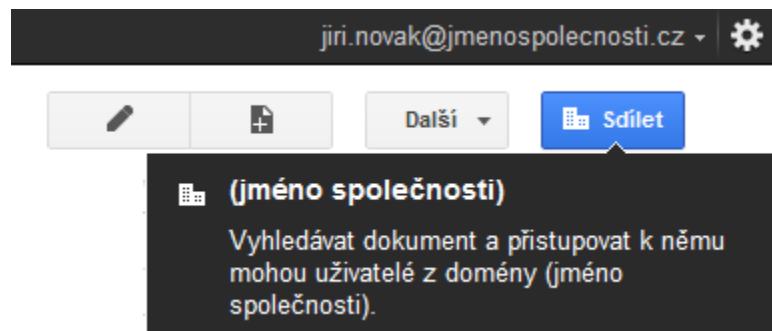 jiri.novak@jmenospolecnosti.cz
Další
Sdílet
(jméno společnosti)
Vyhledávat dokument a přistupovat k němu
mohou uživatelé z domény (jméno
společnosti).